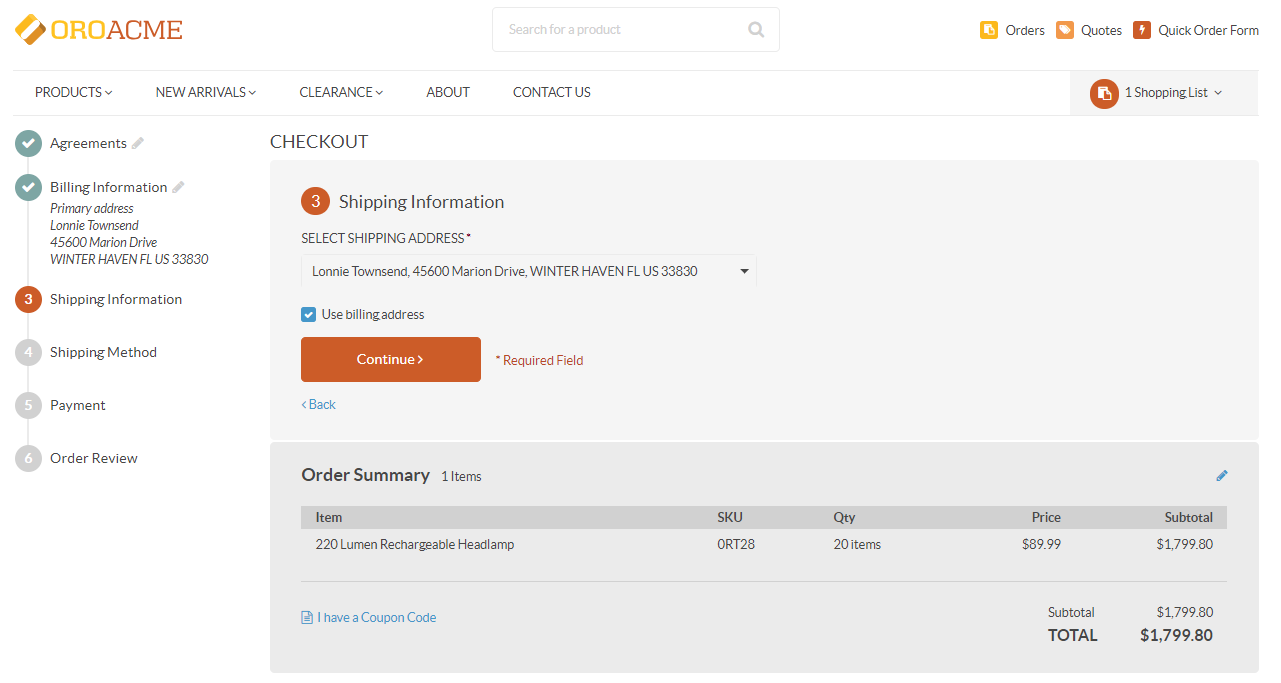 OROACME
Search for a product
Orders
Quotes
Quick Order Form
PRODUCTS
NEW ARRIVALS
CLEARANCE
ABOUT
CONTACT US
1 Shopping List
Agreements
Billing Information
Primary address
Lonnie Townsend
45600 Marion Drive
WINTER HAVEN FL US 33830
3 Shipping Information
4 Shipping Method
5 Payment
6 Order Review
CHECKOUT
3 Shipping Information
SELECT SHIPPING ADDRESS *
Lonnie Townsend, 45600 Marion Drive, WINTER HAVEN FL US 33830
Use billing address
Continue >
* Required Field
< Back
Order Summary 1 Items
Item SKU Qty Price Subtotal
220 Lumen Rechargeable Headlamp 0RT28 20 items $89.99 $1,799.80
I have a Coupon Code
Subtotal $1,799.80
TOTAL $1,799.80